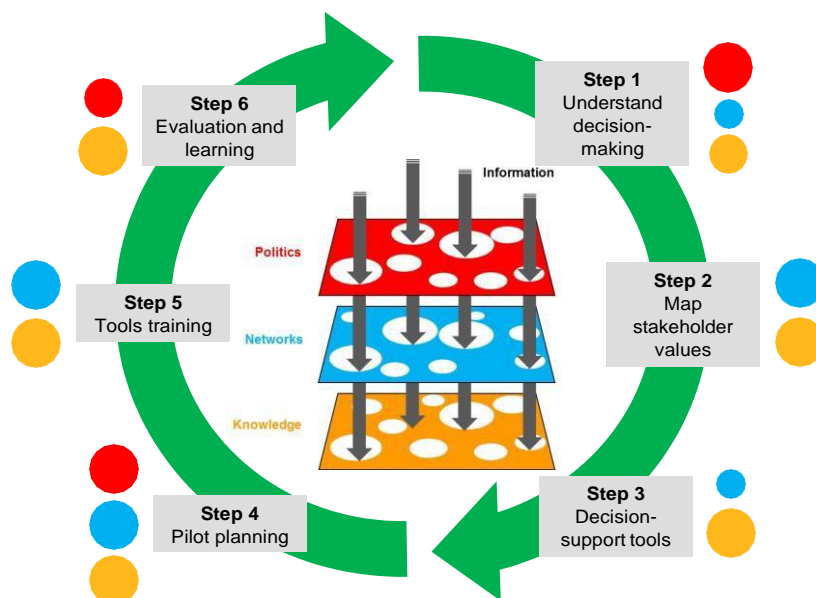 Step 1
Understand
decision-
making
Step 6
Evaluation and
learning
Information
Politics
Step 2
Map
stakeholder
values
Step 5
Tools training
Networks
Knowledge
Step 3
Decision-
support tools
Step 4
Pilot planning